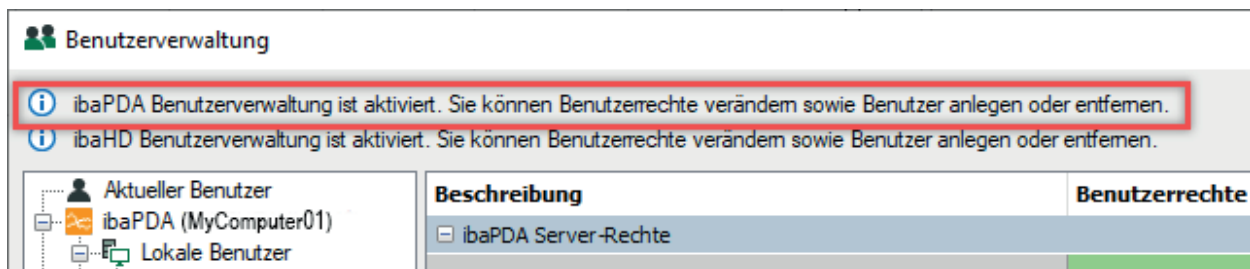 Benutzerverwaltung
ibaPDA Benutzerverwaltung ist aktiviert. Sie können Benutzerrechte verändern sowie Benutzer anlegen oder entfernen.
ibaHD Benutzerverwaltung ist aktiviert. Sie können Benutzerrechte verändern sowie Benutzer anlegen oder entfernen.
Aktueller Benutzer
Beschreibung Benutzerrechte
ibaPDA (MyComputer01)
ibaPDA Server-Rechte
Lokale Benutzer